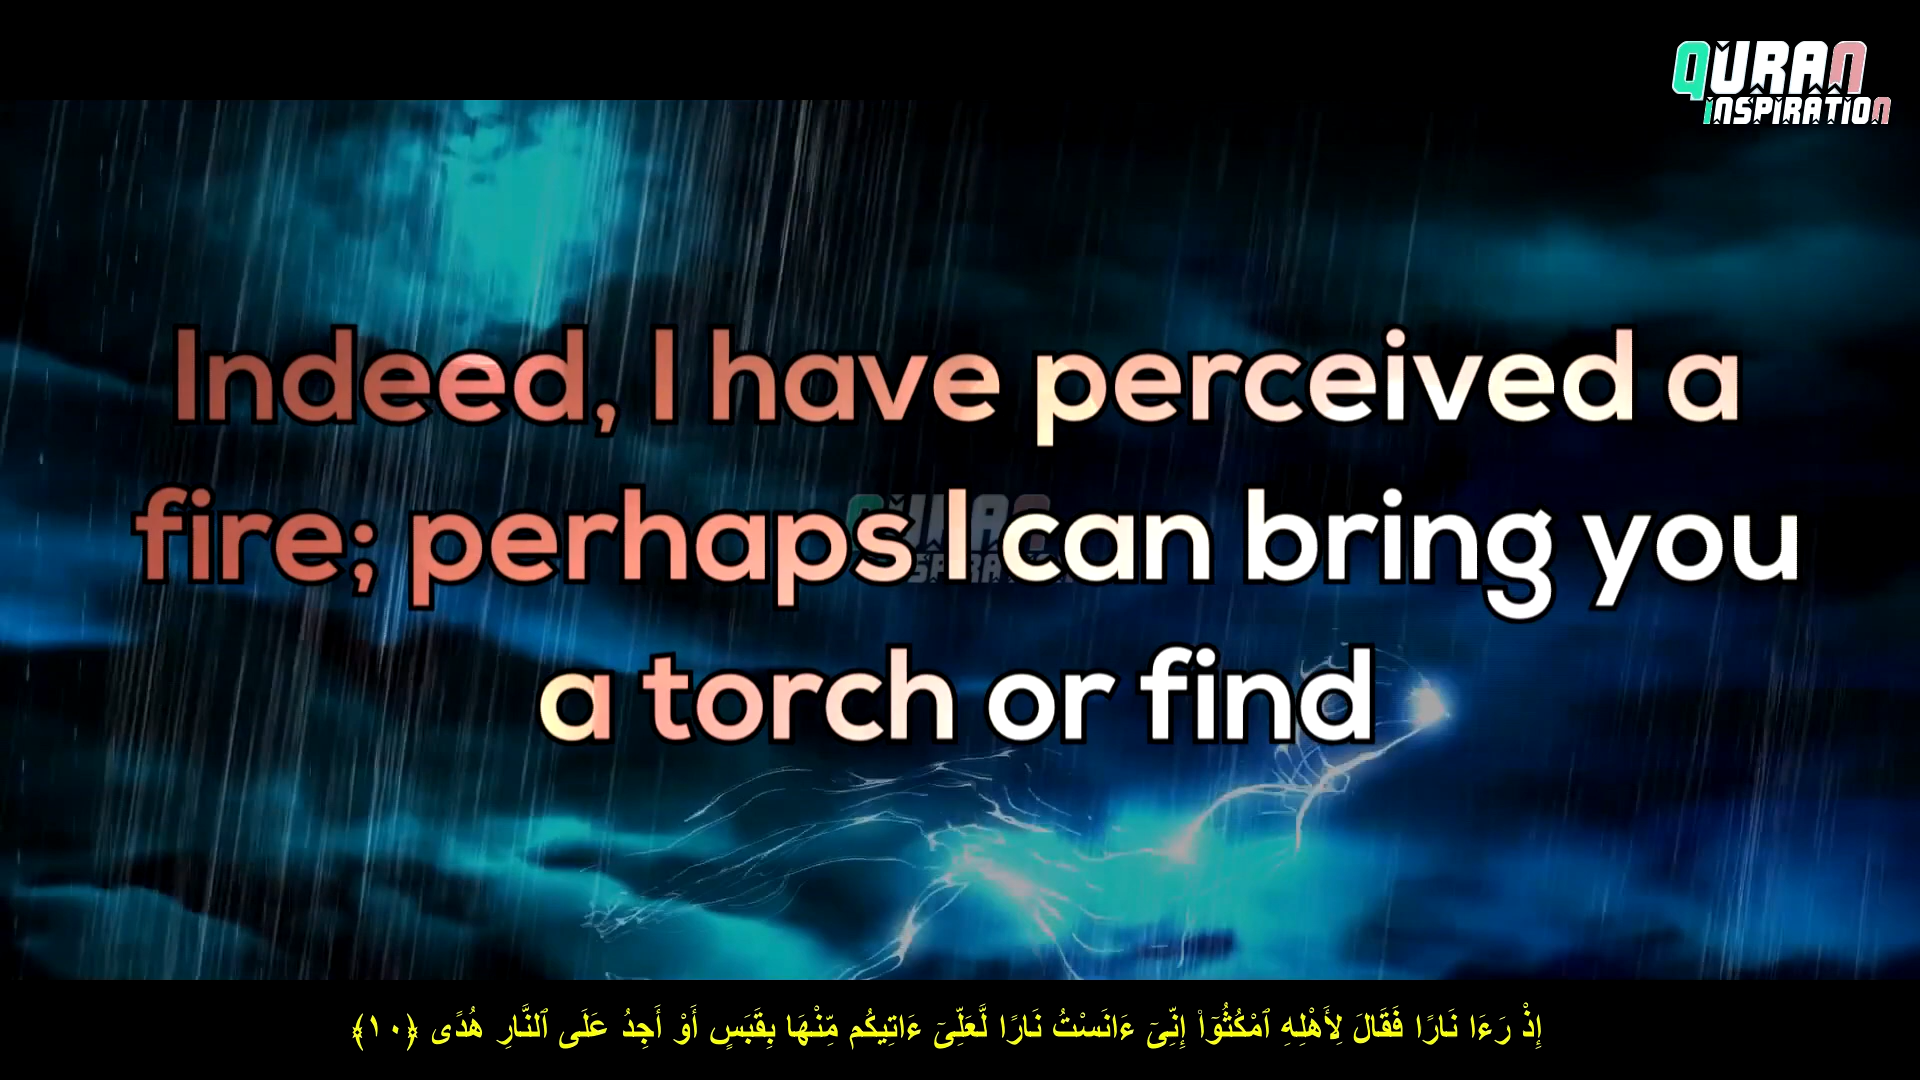 QURAN
INSPIRATION
Indeed, I have perceived a
fire; perhaps I can bring you
a torch or find
إِذْ رَءَا نَارًا فَقَالَ لِأَهْلِهِ ٱمْكُثُوٓا۟ إِنِّىٓ ءَانَسْتُ نَارًا لَّعَلِّىٓ ءَاتِيكُم مِّنْهَا بِقَبَسٍ أَوْ أَجِدُ عَلَى ٱلنَّارِ هُدًى ﴿١٠﴾